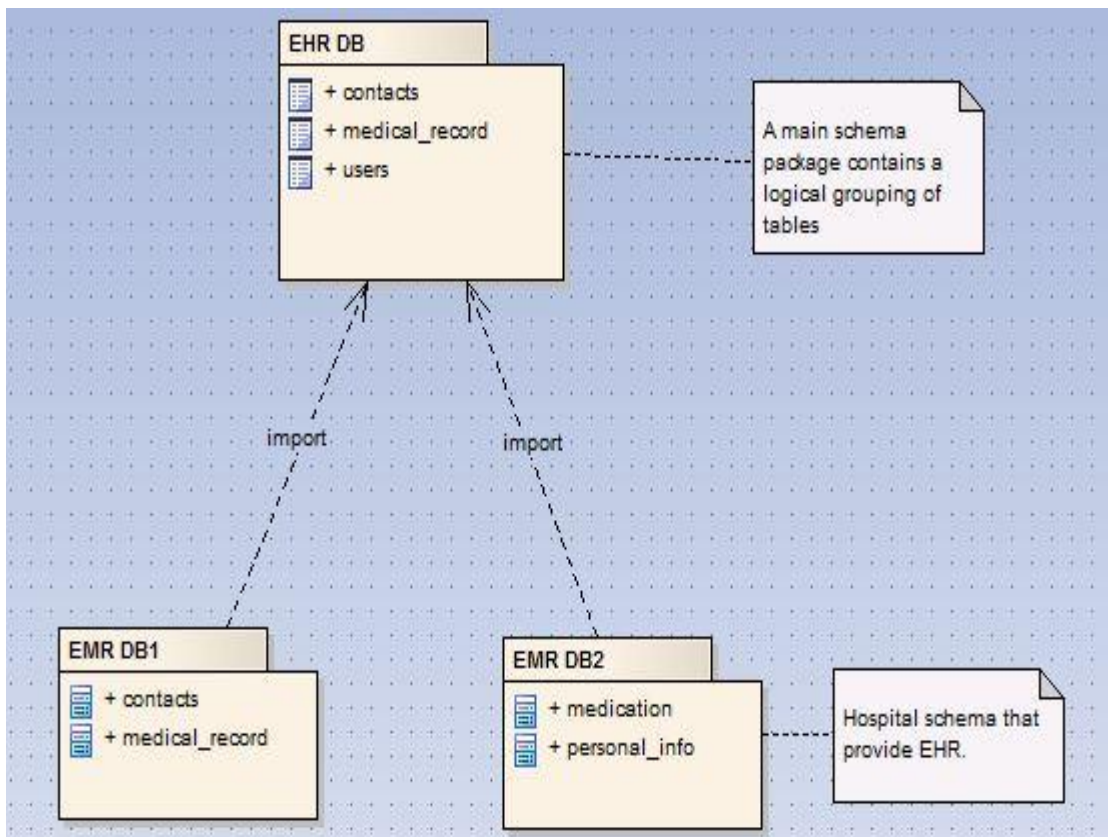 EHR DB
+ contacts
+ medical_record
+ users
A main schema
package contains a
logical grouping of
tables
import
import
EMR DB1
+ contacts
+ medical_record
EMR DB2
+ medication
+ personal_info
Hospital schema that
provide EHR.